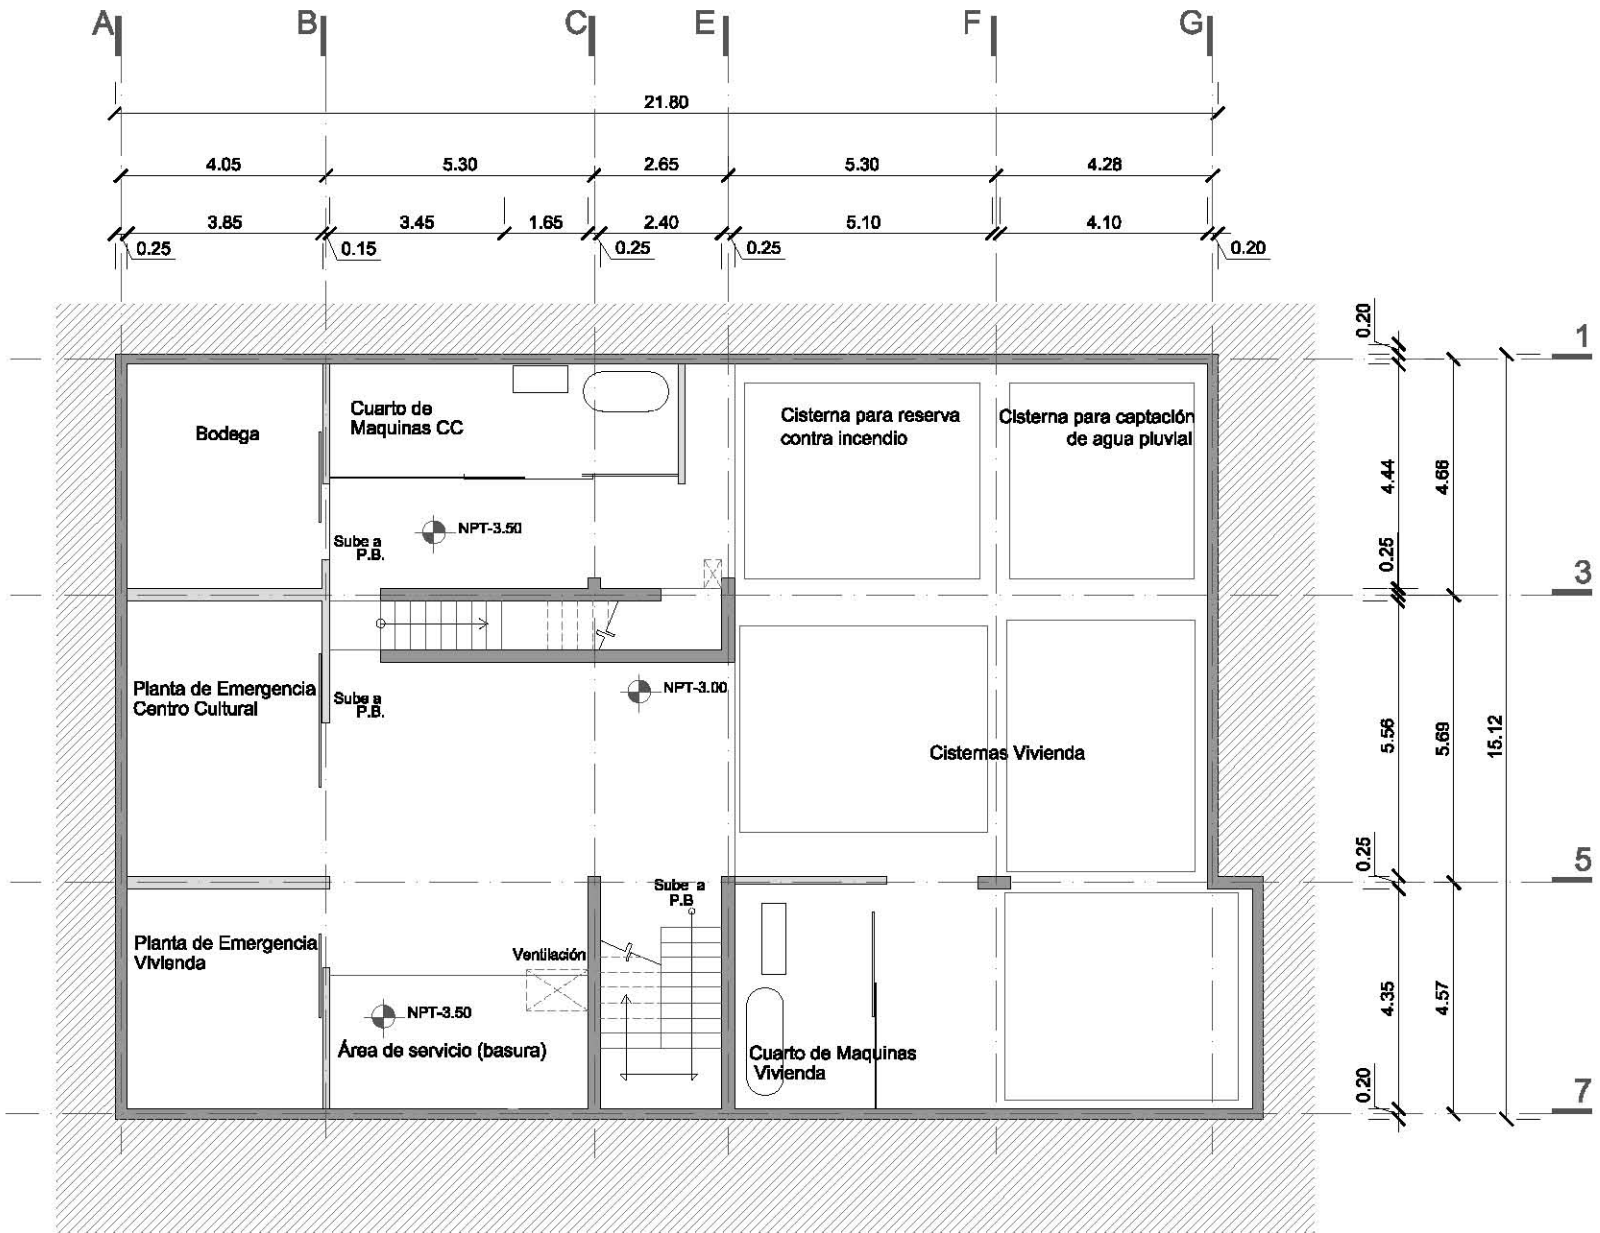 A B C E F G
21.80
4.05 5.30 2.65 5.30 4.28
3.85 3.45 1.65 2.40 5.10 4.10
0.25 0.15 0.25 0.25 0.20
0.20
1
Bodega
Cuarto de
Maquinas CC
Cisterna para reserva
contra incendio
Cisterna para captación
de agua pluvial
4.44
4.66
NPT-3.50
Sube a
P.B.
0.25
3
Planta de Emergencia
Centro Cultural
Sube a
P.B.
NPT-3.00
Cisternas Vivienda
5.56
5.69
15.12
0.25
5
Sube a
P.B
Planta de Emergencia
Vivienda
Ventilación
NPT-3.50
Área de servicio (basura)
Cuarto de Maquinas
Vivienda
4.35
4.57
0.20
7